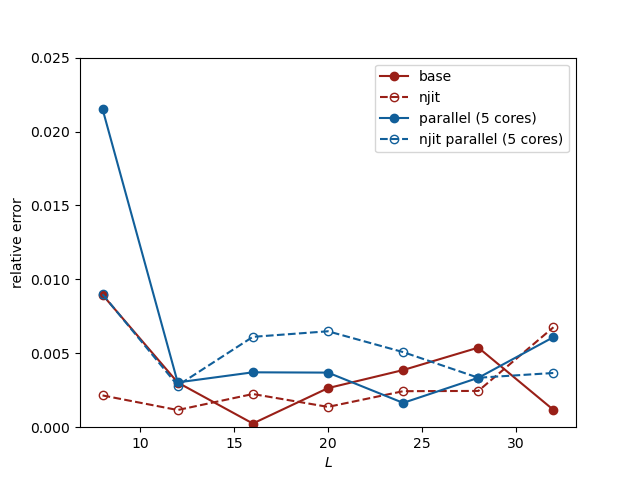 0.025
0.020
0.015
0.010
0.005
0.000
relative error
10 15 20 25 30
L
base
njit
parallel (5 cores)
njit parallel (5 cores)